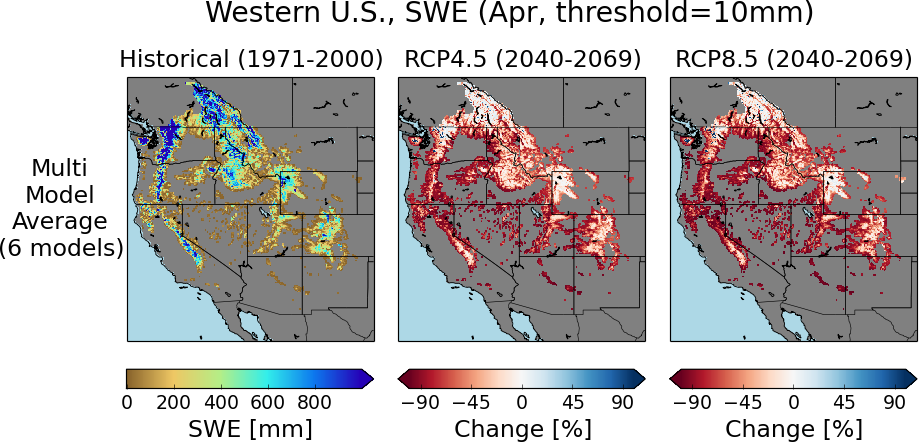 Western U.S., SWE (Apr, threshold=10mm)
Historical (1971-2000)
RCP4.5 (2040-2069)
RCP8.5 (2040-2069)
Multi
Model
Average
(6 models)
0 200 400 600 800
SWE [mm]
−90 −45 0 45 90
Change [%]
−90 −45 0 45 90
Change [%]